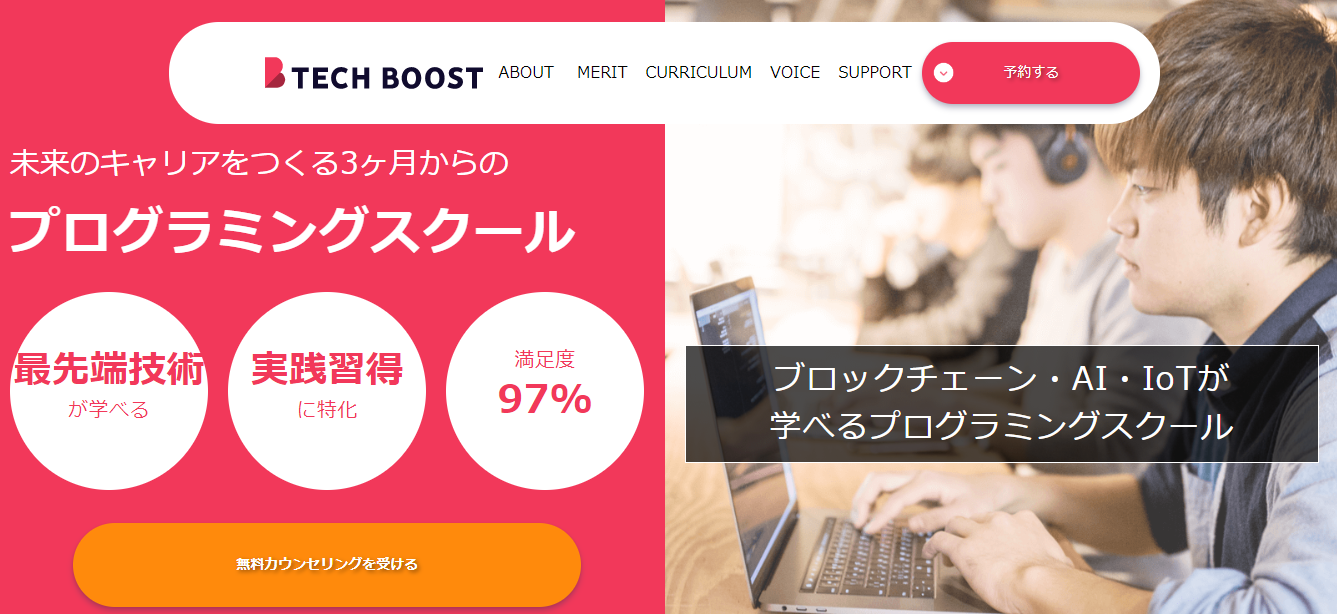 TECH BOOST ABOUT MERIT CURRICULUM VOICE SUPPORT 予約する
未来のキャリアをつくる3ヶ月からの
プログラミングスクール
最先端技術
が学べる
実践習得
に特化
満足度
97%
無料カウンセリングを受ける
ブロックチェーン・AI・IoTが
学べるプログラミングスクール